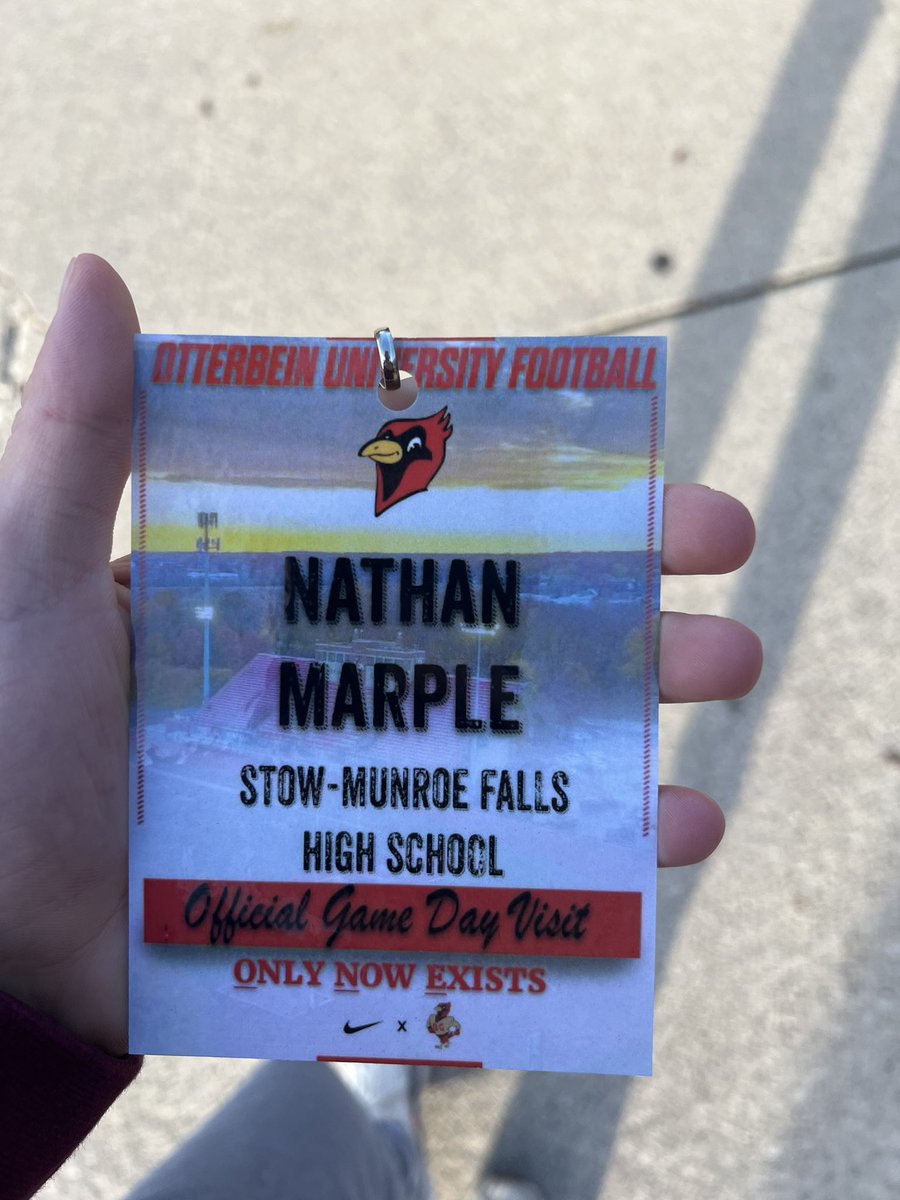 OTTERBEIN UNIVERSITY FOOTBALL
NATHAN
MARPLE
STOW-MUNROE FALLS
HIGH SCHOOL
Official Game Day Visit
ONLY NOW EXISTS
X